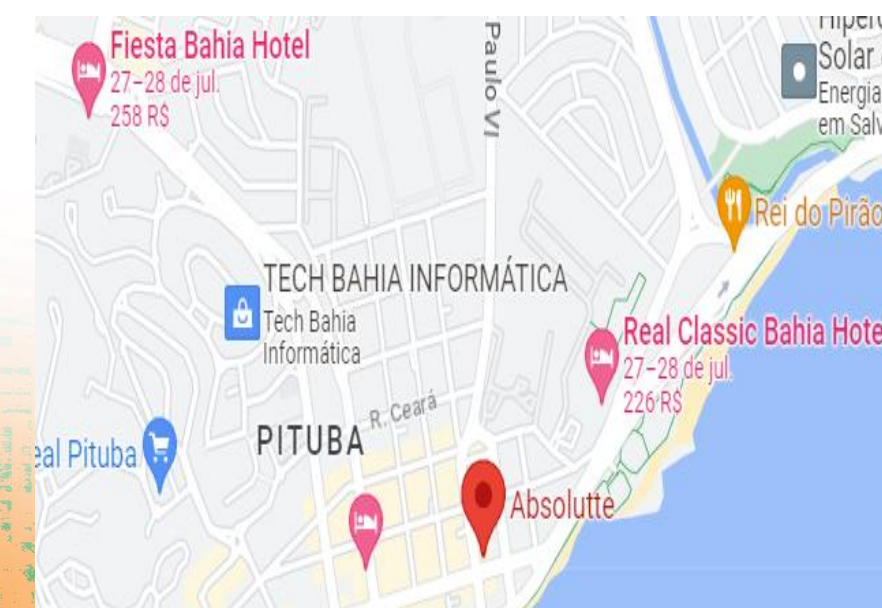 Fiesta Bahia Hotel
27–28 de jul.
258 R$
Paulo VI
Solar
Energia
em Salv
Rei do Pirão
TECH BAHIA INFORMÁTICA
Tech Bahia
Informática
Real Classic Bahia Hote
27–28 de jul.
226 R$
R. Ceará
PITUBA
eal Pituba
Absolutte